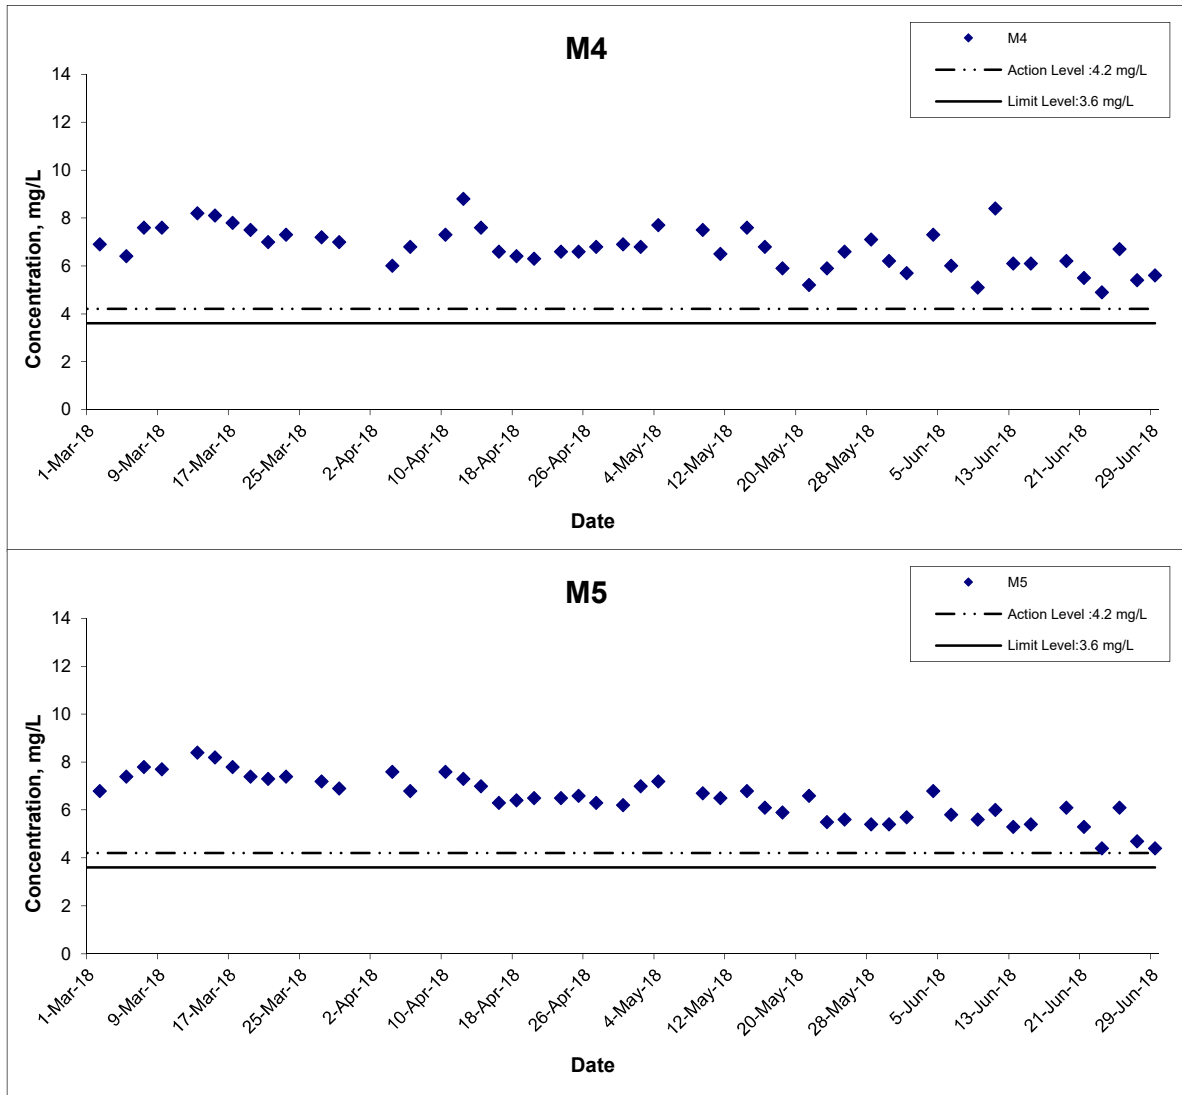 M4
M4
Action Level :4.2 mg/L
Limit Level:3.6 mg/L
Concentration, mg/L
14
12
10
8
6
4
2
0
1-Mar-18
9-Mar-18
17-Mar-18
25-Mar-18
2-Apr-18
10-Apr-18
18-Apr-18
26-Apr-18
4-May-18
12-May-18
20-May-18
28-May-18
5-Jun-18
13-Jun-18
21-Jun-18
29-Jun-18
Date
M5
M5
Action Level :4.2 mg/L
Limit Level:3.6 mg/L
Concentration, mg/L
14
12
10
8
6
4
2
0
1-Mar-18
9-Mar-18
17-Mar-18
25-Mar-18
2-Apr-18
10-Apr-18
18-Apr-18
26-Apr-18
4-May-18
12-May-18
20-May-18
28-May-18
5-Jun-18
13-Jun-18
21-Jun-18
29-Jun-18
Date